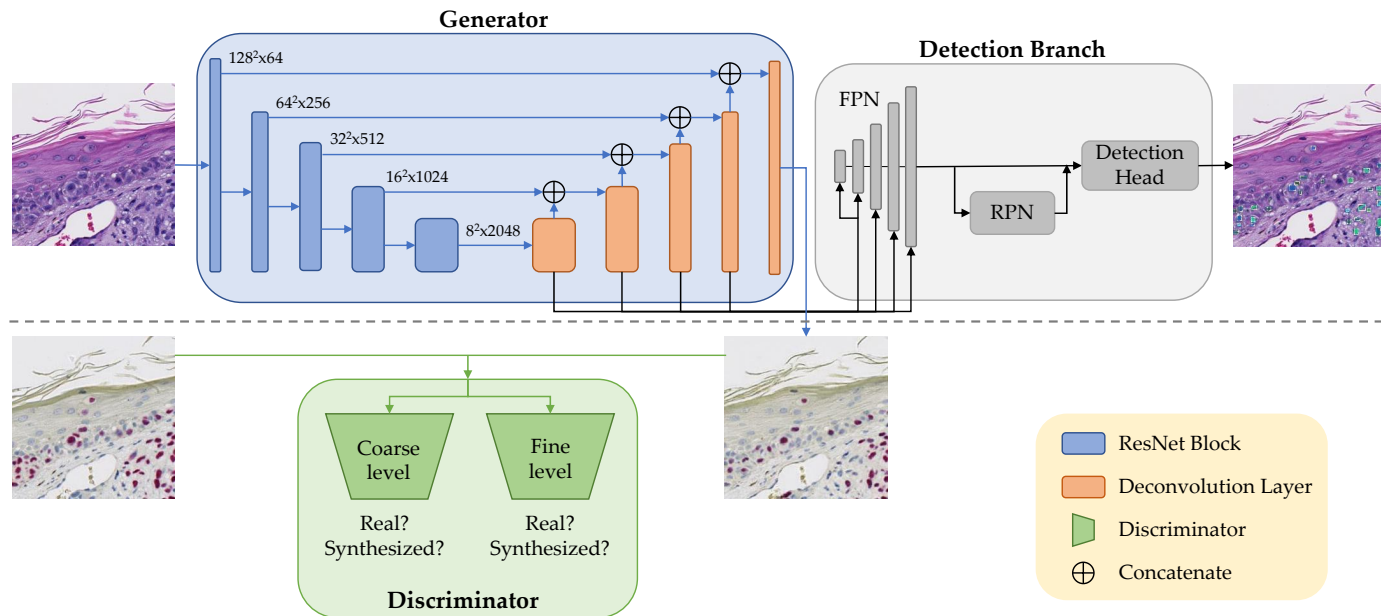 Generator
128²x64
64²x256
32²x512
16²x1024
8²x2048
Detection Branch
FPN
RPN
Detection
Head
Coarse
level
Fine
level
Real?
Synthesized?
Real?
Synthesized?
Discriminator
ResNet Block
Deconvolution Layer
Discriminator
Concatenate